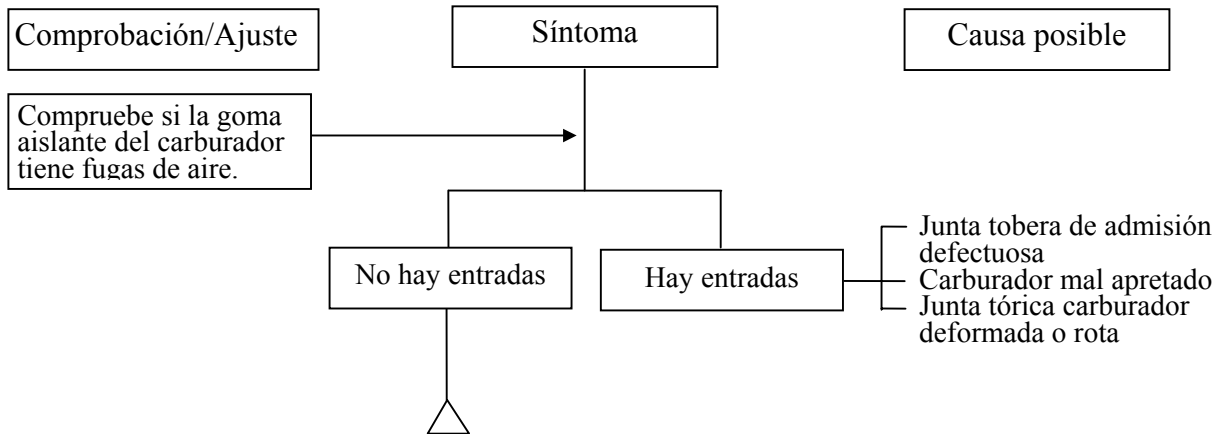 Comprobación/Ajuste
Síntoma
Causa posible
Compruebe si la goma
aislante del carburador
tiene fugas de aire.
No hay entradas
Hay entradas
Junta tobera de admisión
defectuosa
Carburador mal apretado
Junta tórica carburador
deformada o rota